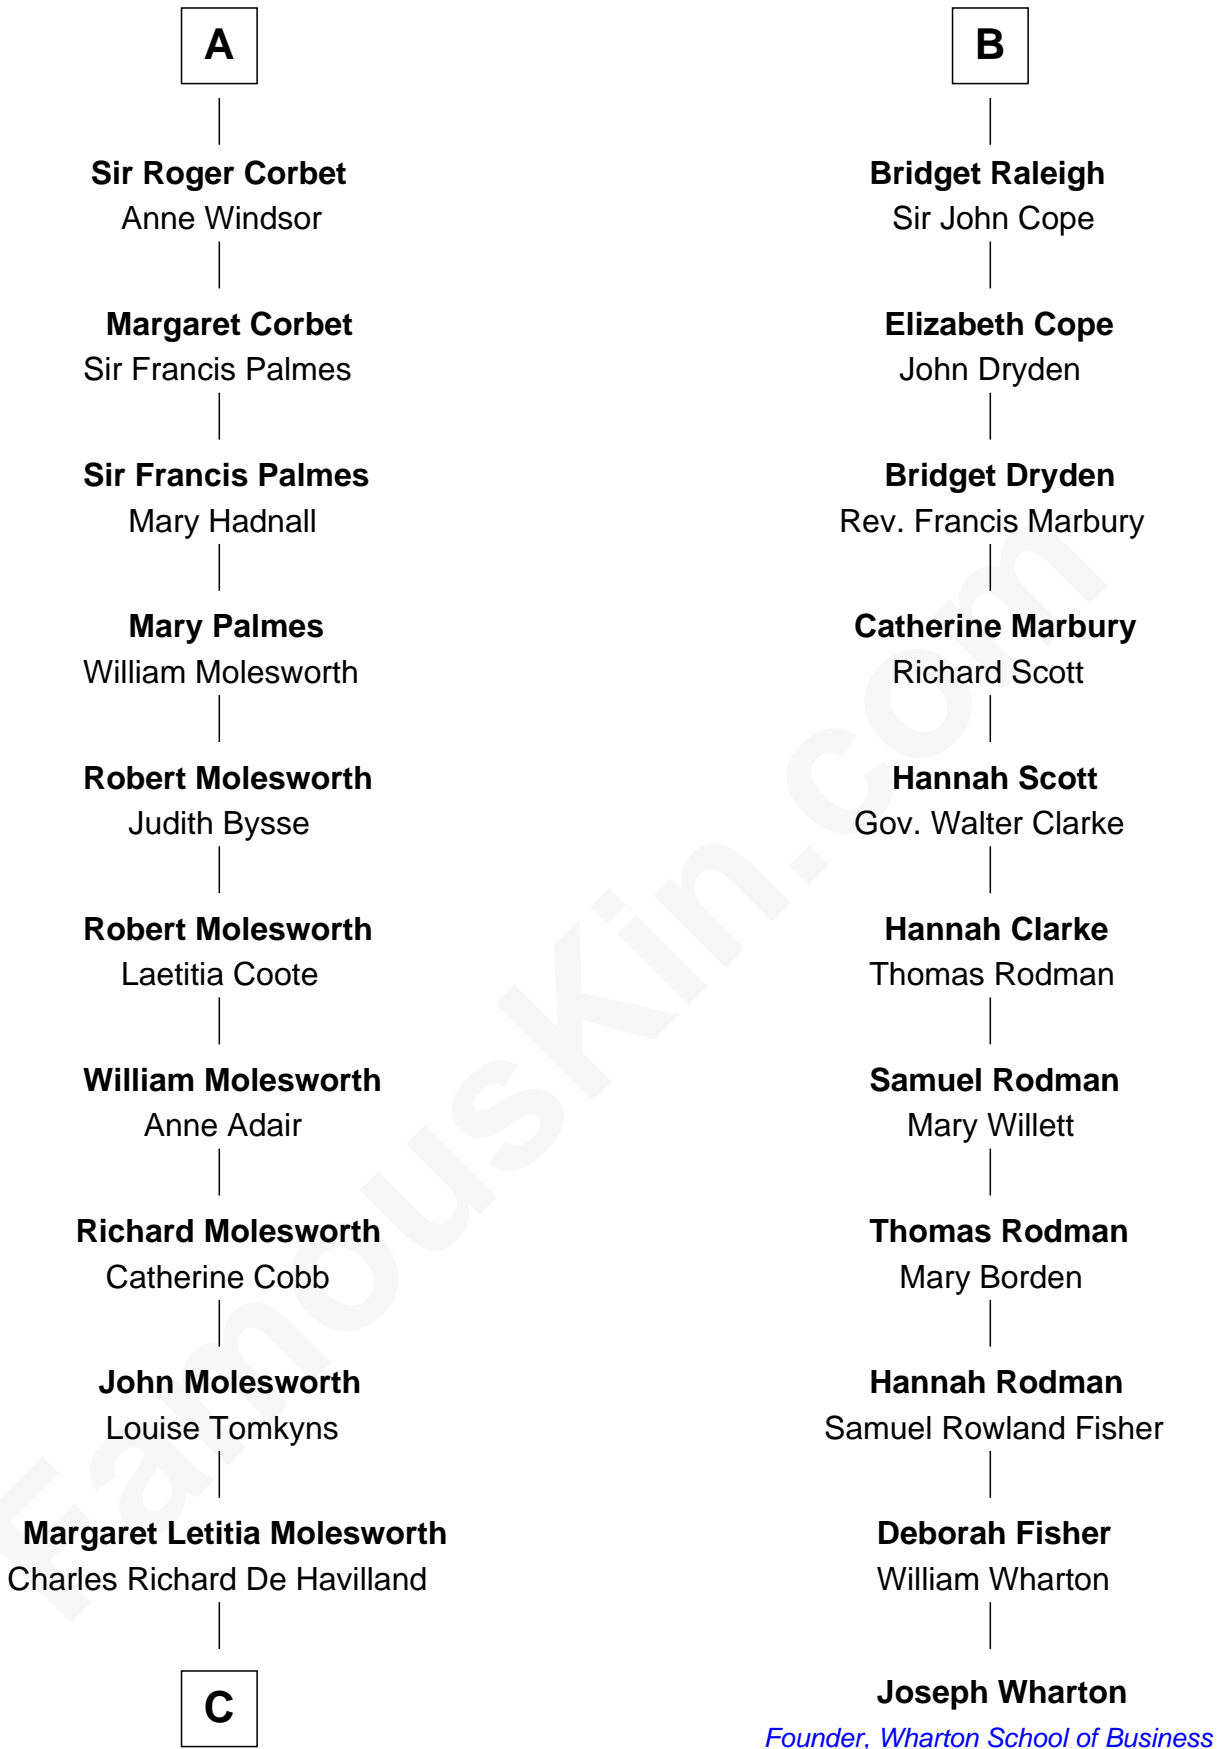 A
Sir Roger Corbet
Anne Windsor
Margaret Corbet
Sir Francis Palmes
Sir Francis Palmes
Mary Hadnall
Mary Palmes
William Molesworth
Robert Molesworth
Judith Bysse
Robert Molesworth
Laetitia Coote
William Molesworth
Anne Adair
Richard Molesworth
Catherine Cobb
John Molesworth
Louise Tomkyns
Margaret Letitia Molesworth
Charles Richard De Havilland
C
B
Bridget Raleigh
Sir John Cope
Elizabeth Cope
John Dryden
Bridget Dryden
Rev. Francis Marbury
Catherine Marbury
Richard Scott
Hannah Scott
Gov. Walter Clarke
Hannah Clarke
Thomas Rodman
Samuel Rodman
Mary Willett
Thomas Rodman
Mary Borden
Hannah Rodman
Samuel Rowland Fisher
Deborah Fisher
William Wharton
Joseph Wharton
Founder, Wharton School of Business
FamousKin.com